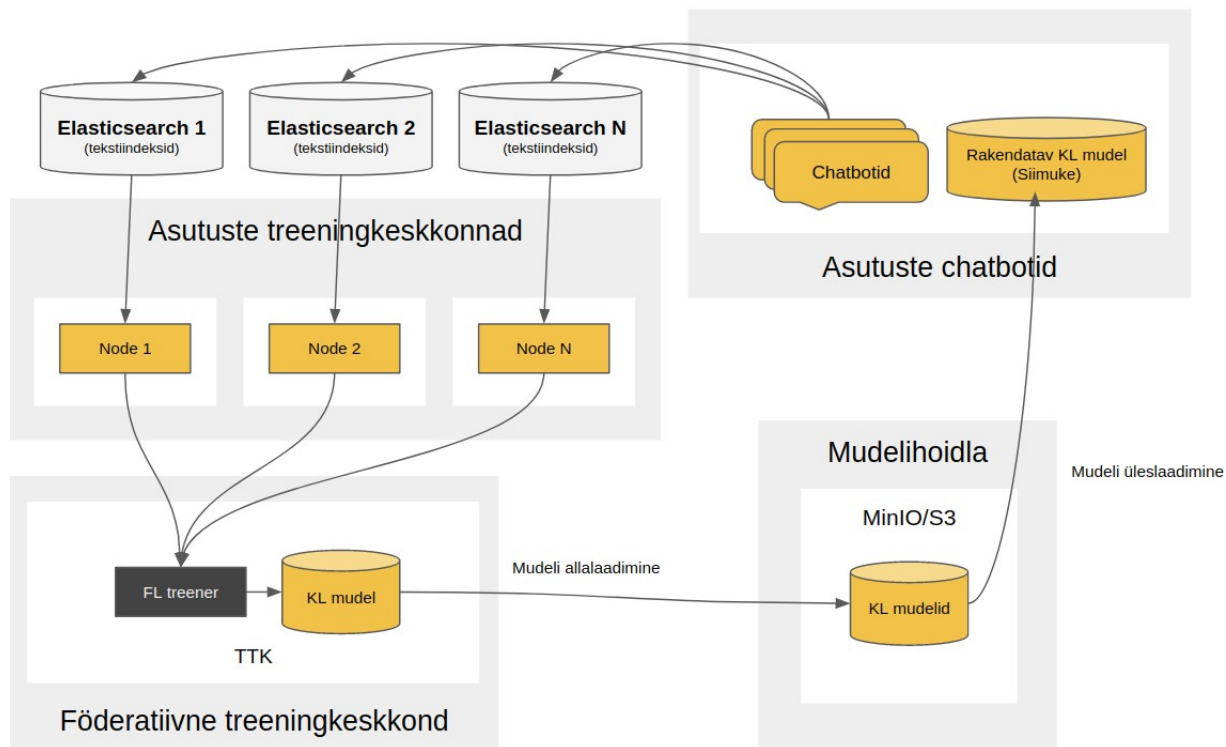 Elasticsearch 1
(tekstiindeksid)
Elasticsearch 2
(tekstiindeksid)
Elasticsearch N
(tekstiindeksid)
Chatbotid
Rakendatav KL mudel
(Siimuke)
Asutuste chatbotid
Asutuste treeningkeskkonnad
Node 1
Node 2
Node N
Mudelihoidla
Mudeli üleslaadimine
MinIO/S3
KL mudelid
Mudeli allalaadimine
FL treener
KL mudel
TTK
Föderatiivne treeningkeskkond